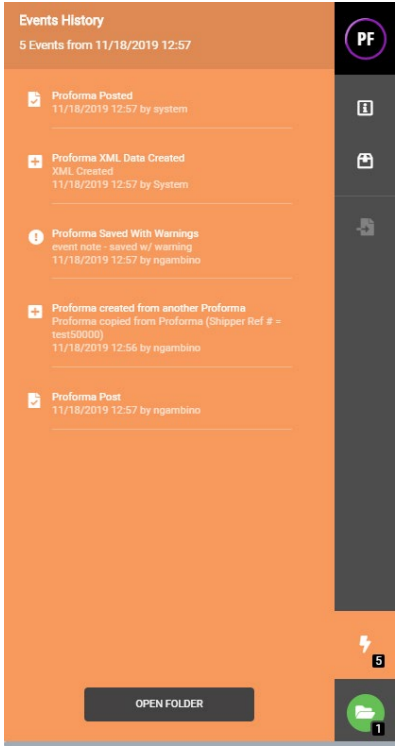 Events History
5 Events from 11/18/2019 12:57
PF
Proforma Posted
11/18/2019 12:57 by system
Proforma XML Data Created
XML Created
11/18/2019 12:57 by System
Proforma Saved With Warnings
event note - saved w/ warning
11/18/2019 12:57 by ngambino
Proforma created from another Proforma
Proforma copied from Proforma (Shipper Ref # =
test50000)
11/18/2019 12:56 by ngambino
Proforma Post
11/18/2019 12:57 by ngambino
5
OPEN FOLDER
1